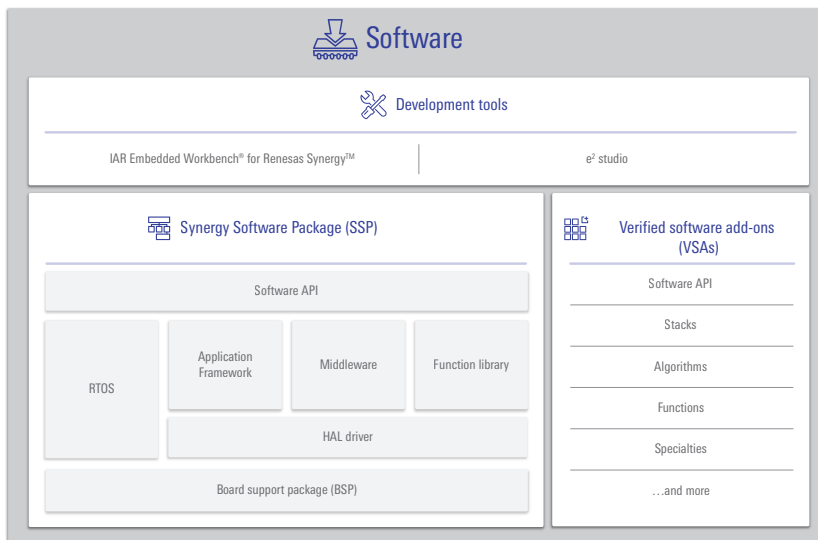 Software
Development tools
IAR Embedded Workbench® for Renesas Synergy™
e² studio
Synergy Software Package (SSP)
Software API
RTOS
Application
Framework
Middleware
Function library
HAL driver
Board support package (BSP)
Verified software add-ons
(VSAs)
Software API
Stacks
Algorithms
Functions
Specialties
…and more